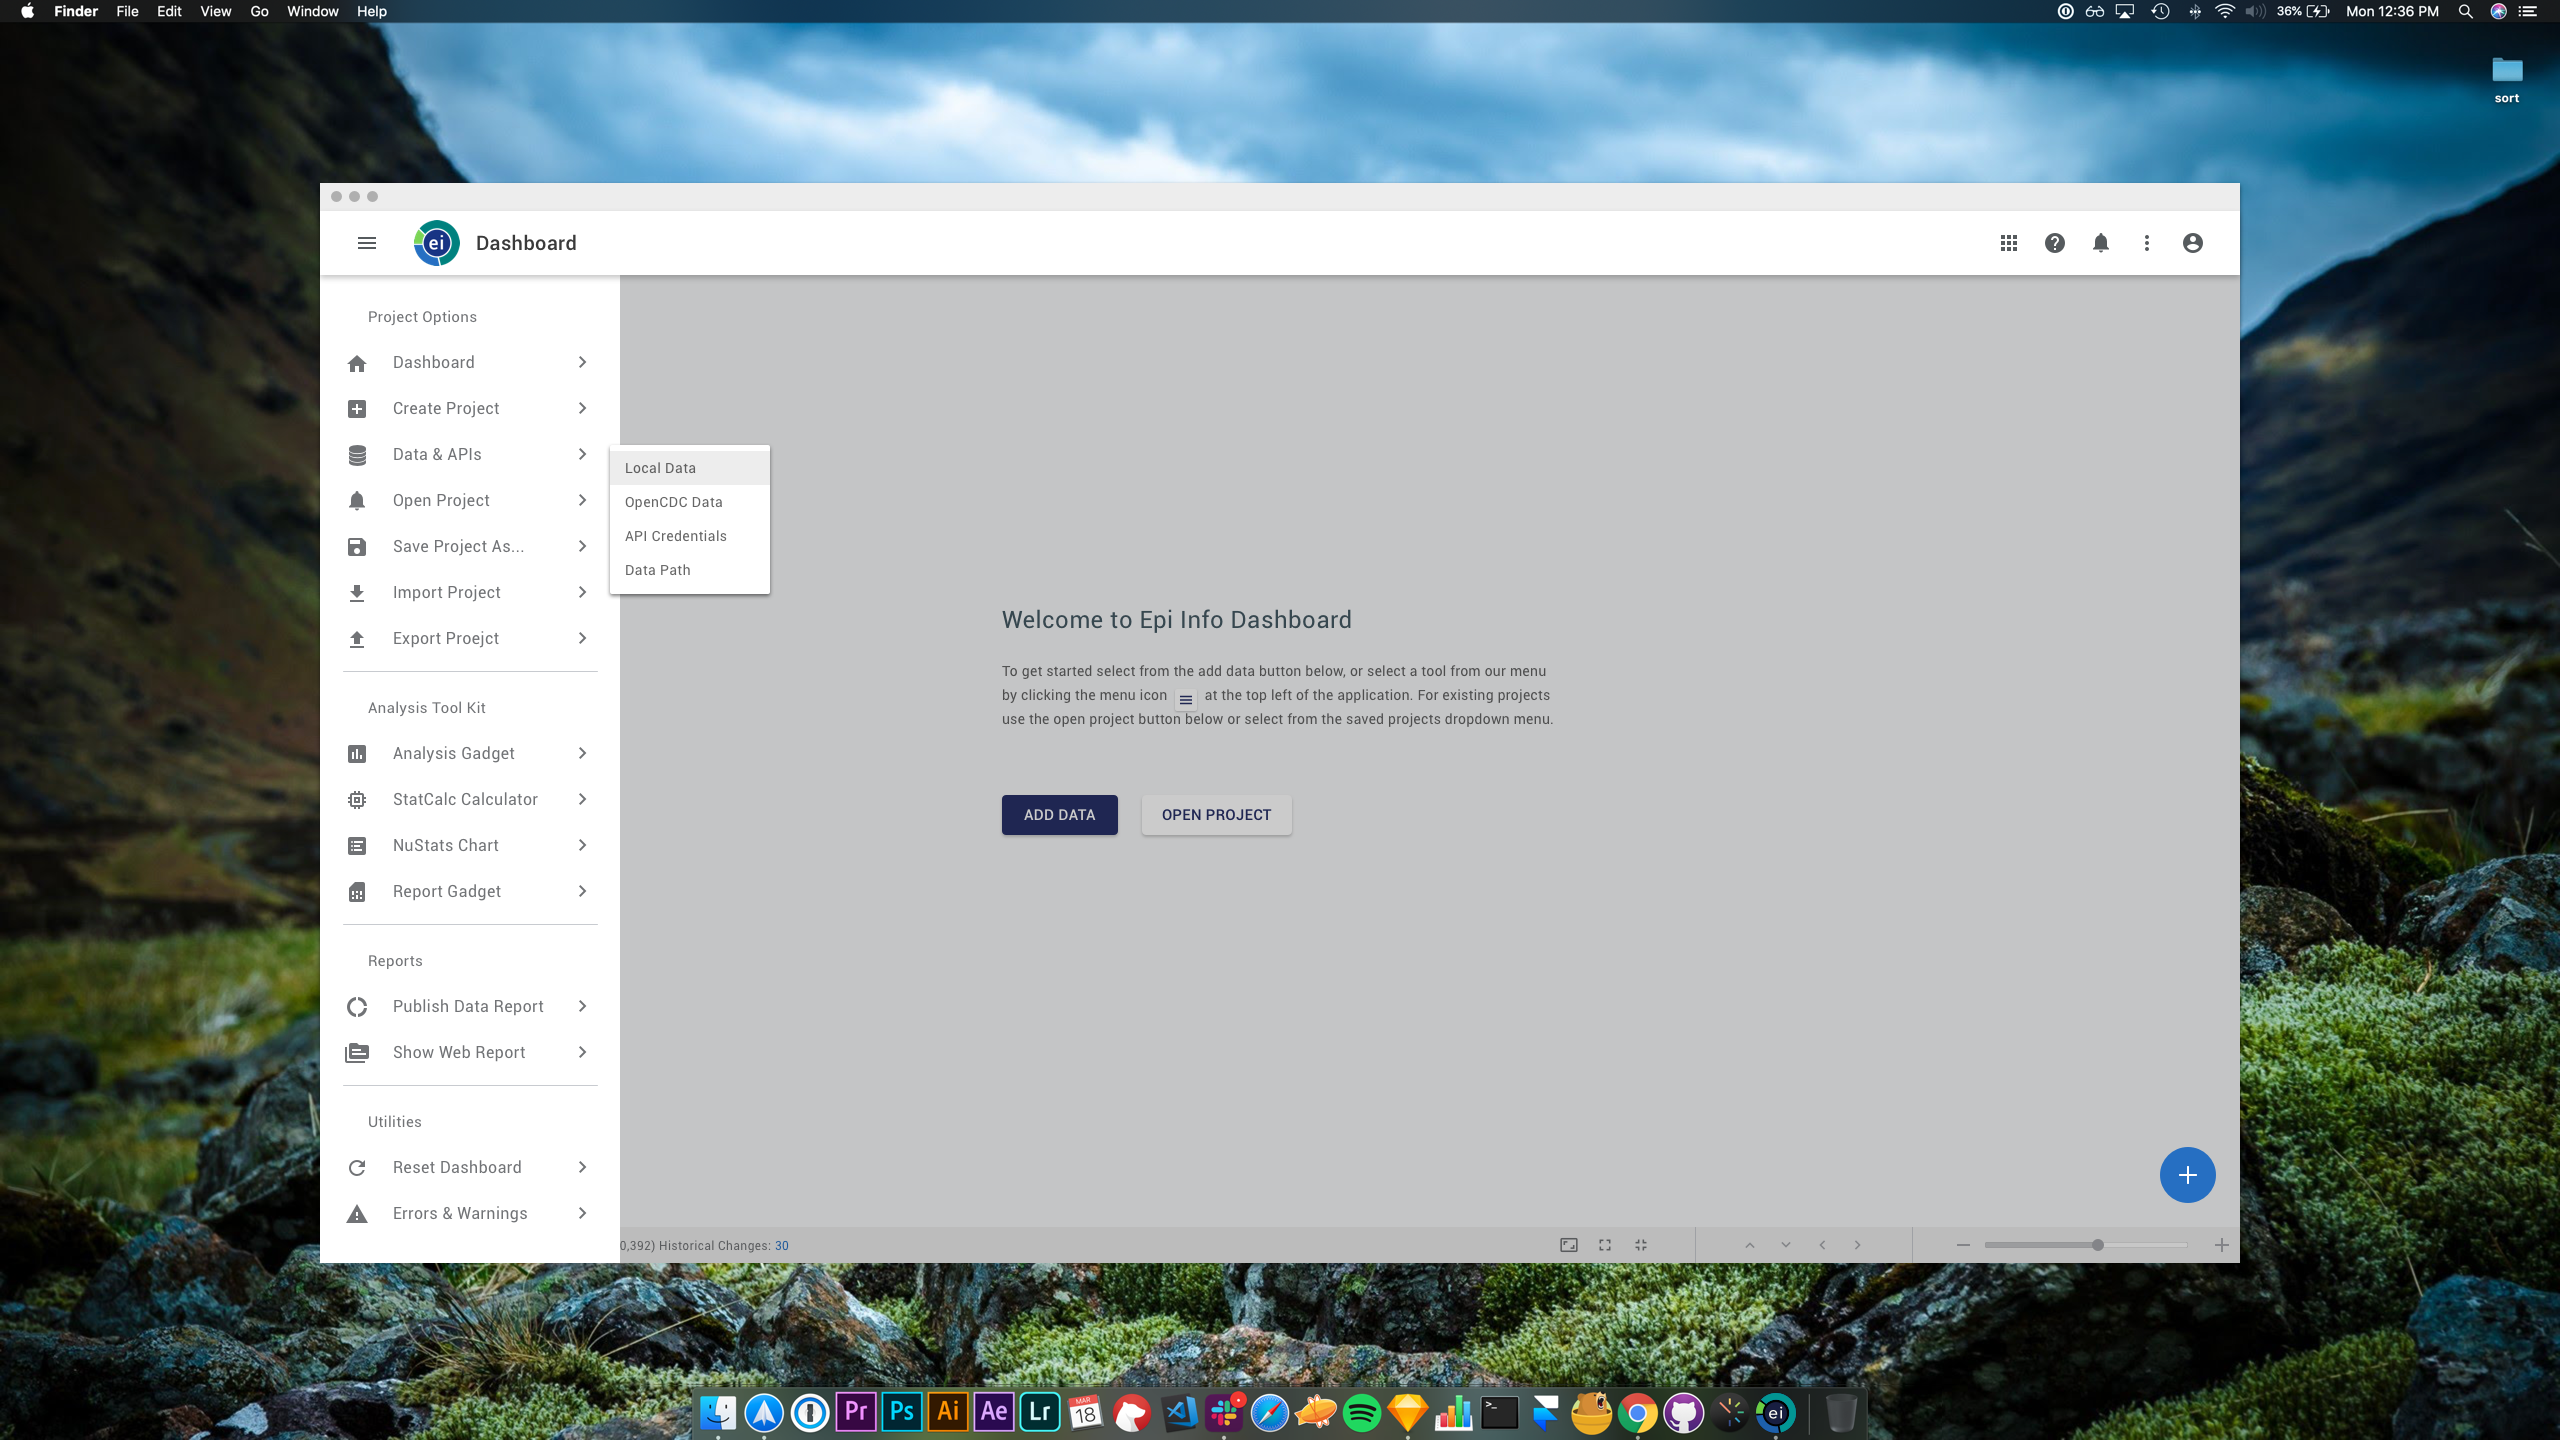 Finder File Edit View Go Window Help
36% Mon 12:36 PM
sort
ei Dashboard
Project Options
Dashboard
Create Project
Data & APIs
Open Project
Save Project As...
Import Project
Export Proejct
Local Data
OpenCDC Data
API Credentials
Data Path
Analysis Tool Kit
Analysis Gadget
StatCalc Calculator
NuStats Chart
Report Gadget
Reports
Publish Data Report
Show Web Report
Utilities
Reset Dashboard
Errors & Warnings
Welcome to Epi Info Dashboard
To get started select from the add data button below, or select a tool from our menu
by clicking the menu icon at the top left of the application. For existing projects
use the open project button below or select from the saved projects dropdown menu.
ADD DATA OPEN PROJECT
0,392) Historical Changes: 30
Pr Ps Ai Ae Lr MAR 18 ei